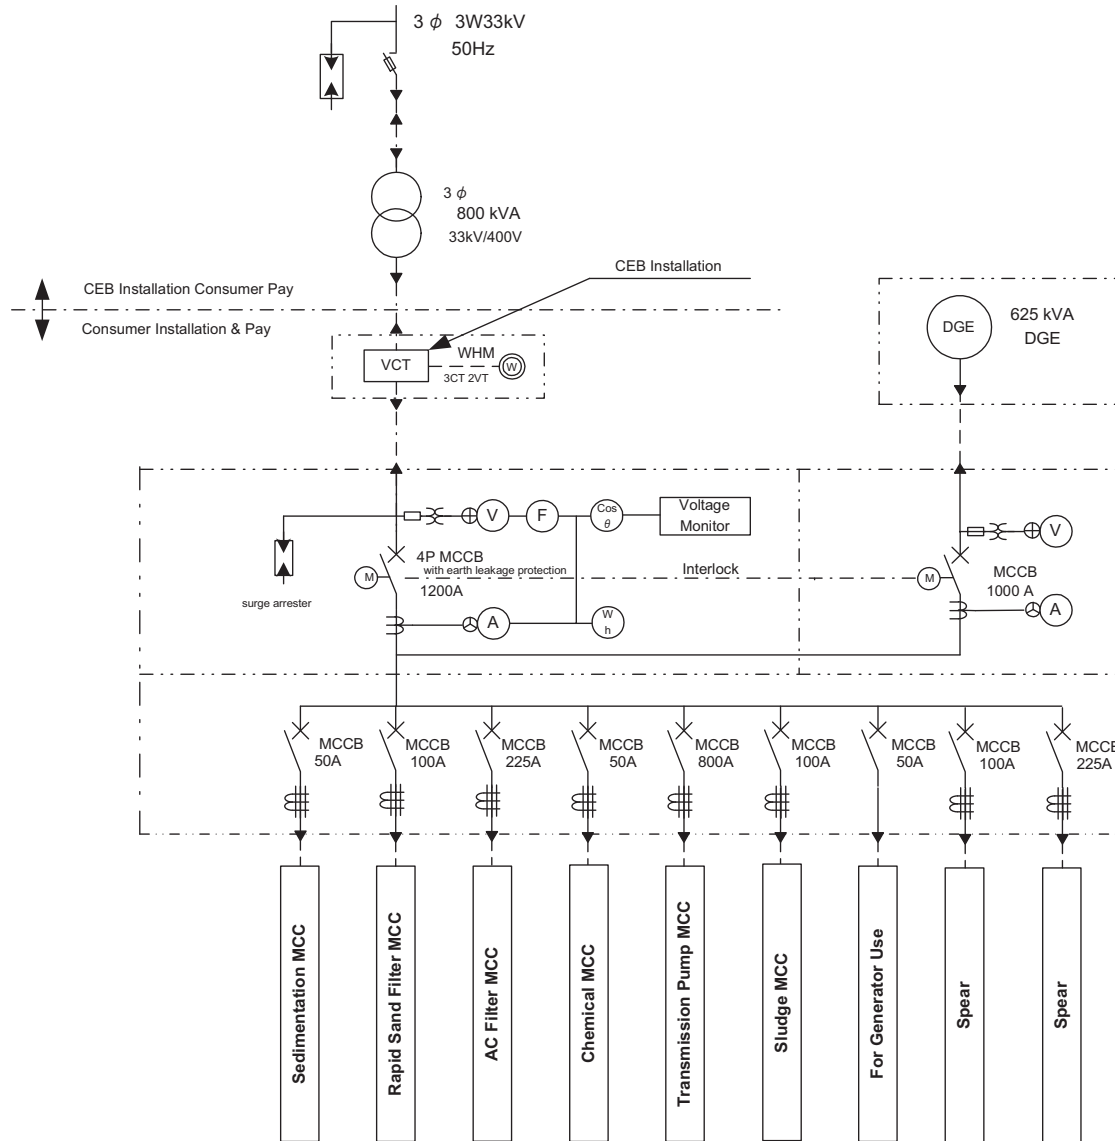 3 ϕ 3W33kV
50Hz
3 ϕ
800 kVA
33kV/400V
CEB Installation
CEB Installation Consumer Pay
Consumer Installation & Pay
VCT
WHM
3CT 2VT
W
DGE
625 kVA
DGE
V
F
Cos
θ
Voltage
Monitor
V
4P MCCB
with earth leakage protection
1200A
M
Interlock
M
MCCB
1000 A
surge arrester
A
W
h
A
MCCB
50A
MCCB
100A
MCCB
225A
MCCB
50A
MCCB
800A
MCCB
100A
MCCB
50A
MCCB
100A
MCCB
225A
Sedimentation MCC
Rapid Sand Filter MCC
AC Filter MCC
Chemical MCC
Transmission Pump MCC
Sludge MCC
For Generator Use
Spear
Spear